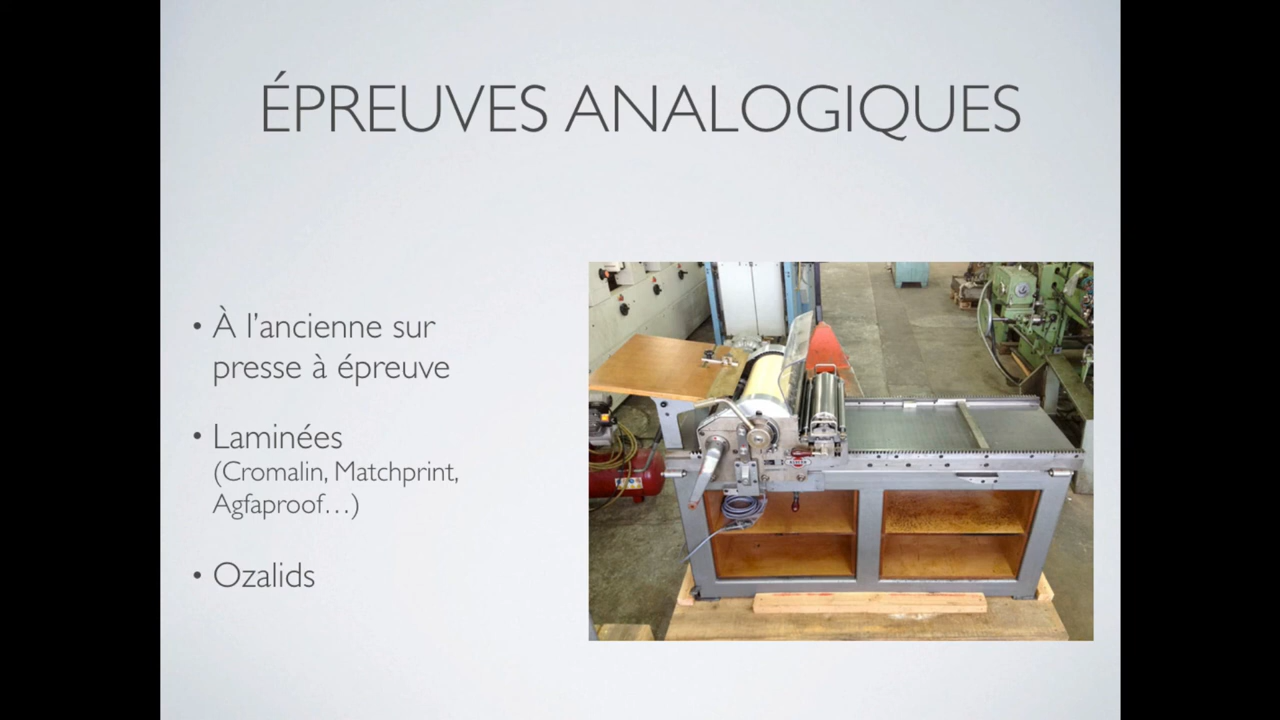 ÉPREUVES ANALOGIQUES
• À l’ancienne sur
presse à épreuve
• Laminées
(Cromalin, Matchprint,
Agfaproof…)
• Ozalids